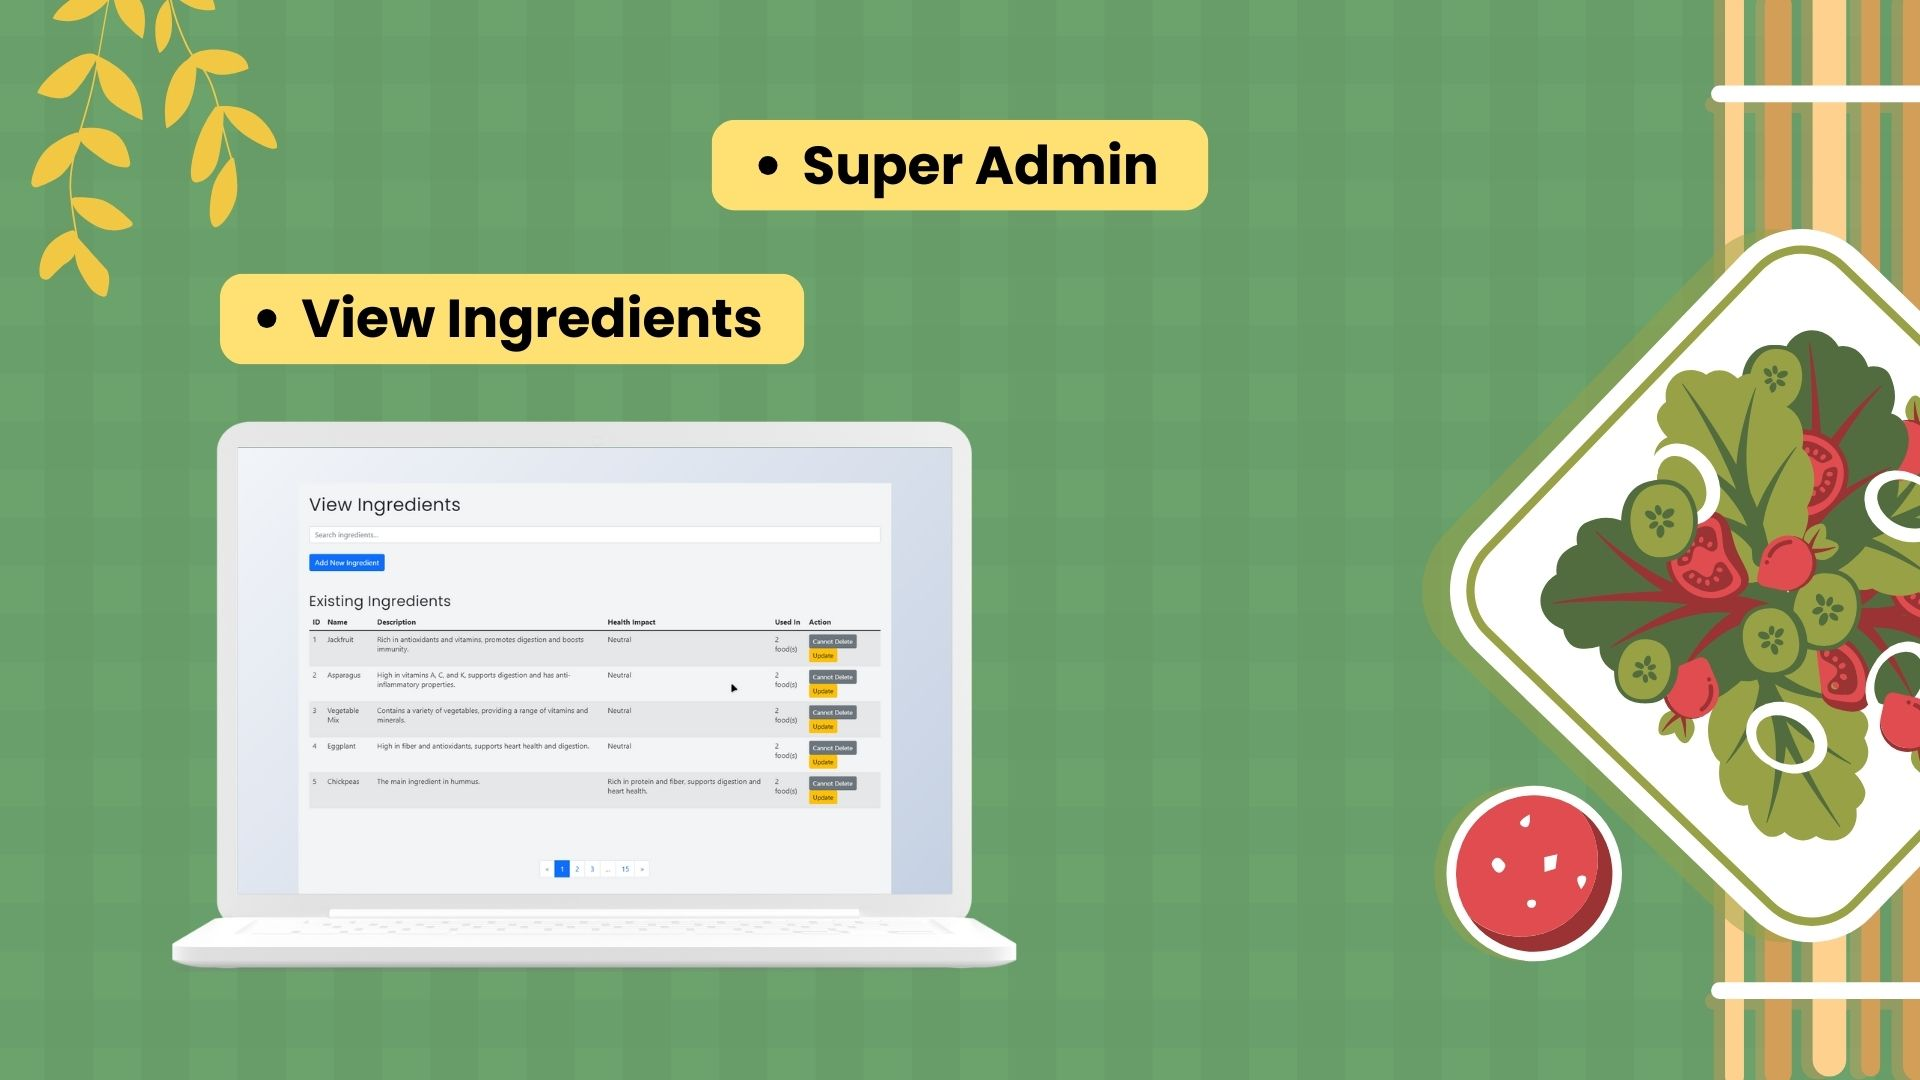 • Super Admin
• View Ingredients
View Ingredients
Search ingredients...
Add New Ingredient
Existing Ingredients
ID Name Description Health Impact Used In Action
1 Jackfruit Rich in antioxidants and vitamins, promotes digestion and boosts Neutral 2 Cannot Delete
immunity. food(s) Update
2 Asparagus High in vitamins A, C, and K, supports digestion and has anti- Neutral 2 Cannot Delete
inflammatory properties. food(s) Update
3 Vegetable Contains a variety of vegetables, providing a range of vitamins and Neutral 2 Cannot Delete
Mix minerals. food(s) Update
4 Eggplant High in fiber and antioxidants, supports heart health and digestion. Neutral 2 Cannot Delete
food(s) Update
5 Chickpeas The main ingredient in hummus. Rich in protein and fiber, supports digestion and 2 Cannot Delete
heart health. food(s) Update
« 1 2 3 ... 15 »